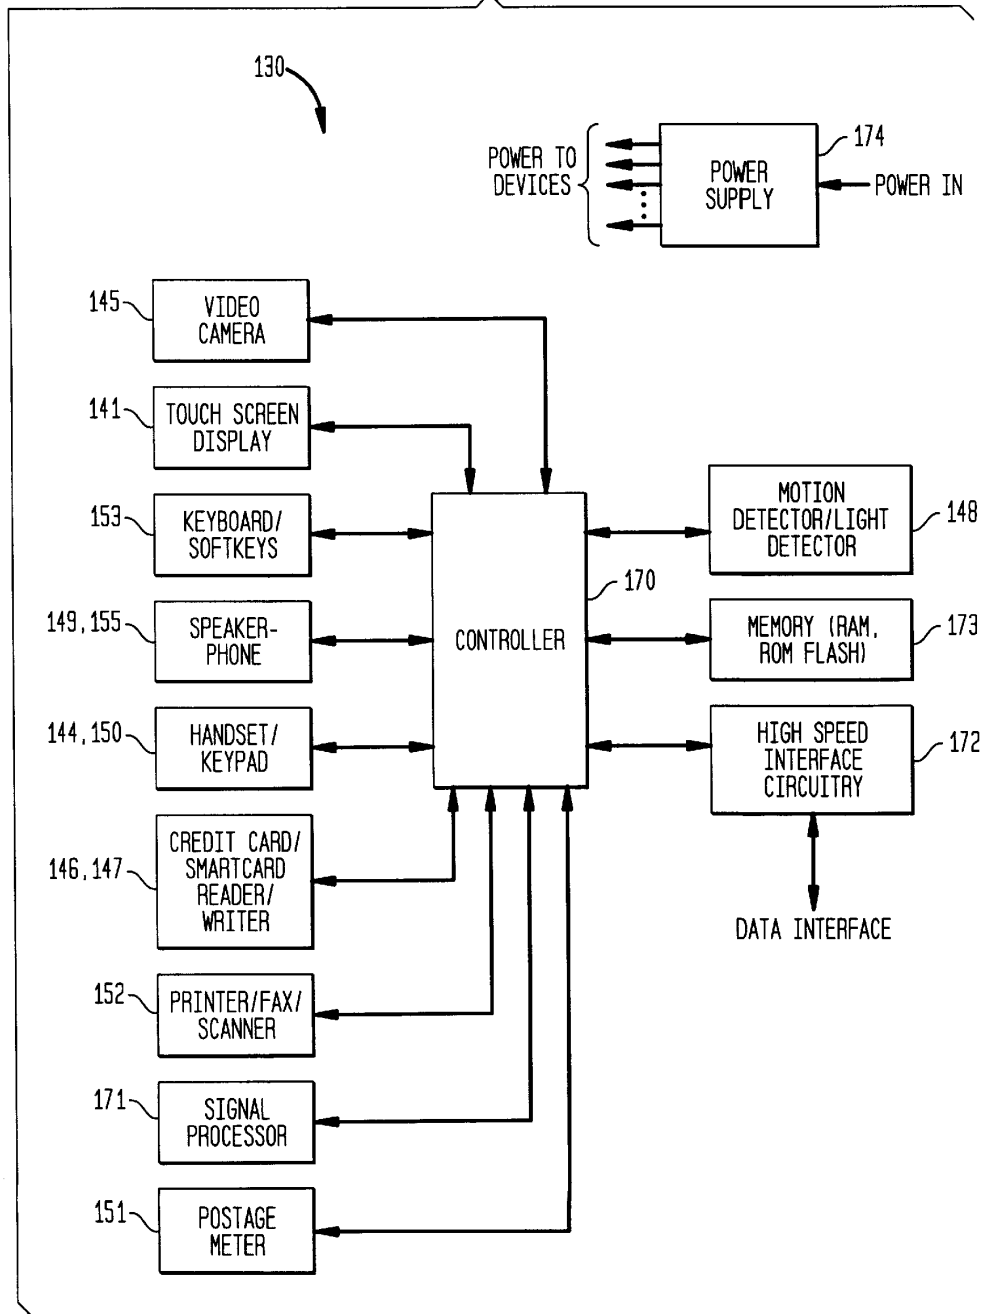 130
POWER TO
DEVICES
POWER
SUPPLY
174
POWER IN
145
VIDEO
CAMERA
141
TOUCH SCREEN
DISPLAY
153
KEYBOARD/
SOFTKEYS
149,155
SPEAKER-
PHONE
144,150
HANDSET/
KEYPAD
146,147
CREDIT CARD/
SMARTCARD
READER/
WRITER
152
PRINTER/FAX/
SCANNER
171
SIGNAL
PROCESSOR
151
POSTAGE
METER
CONTROLLER
170
MOTION
DETECTOR/LIGHT
DETECTOR
148
MEMORY (RAM,
ROM FLASH)
173
HIGH SPEED
INTERFACE
CIRCUITRY
172
DATA INTERFACE